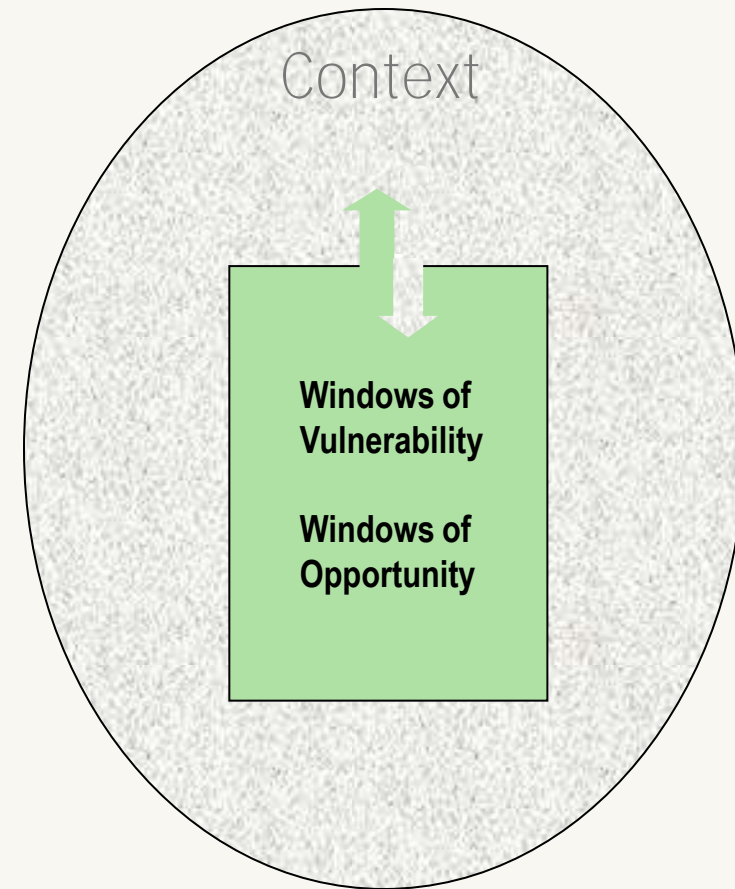 Context
Windows of
Vulnerability
Windows of
Opportunity